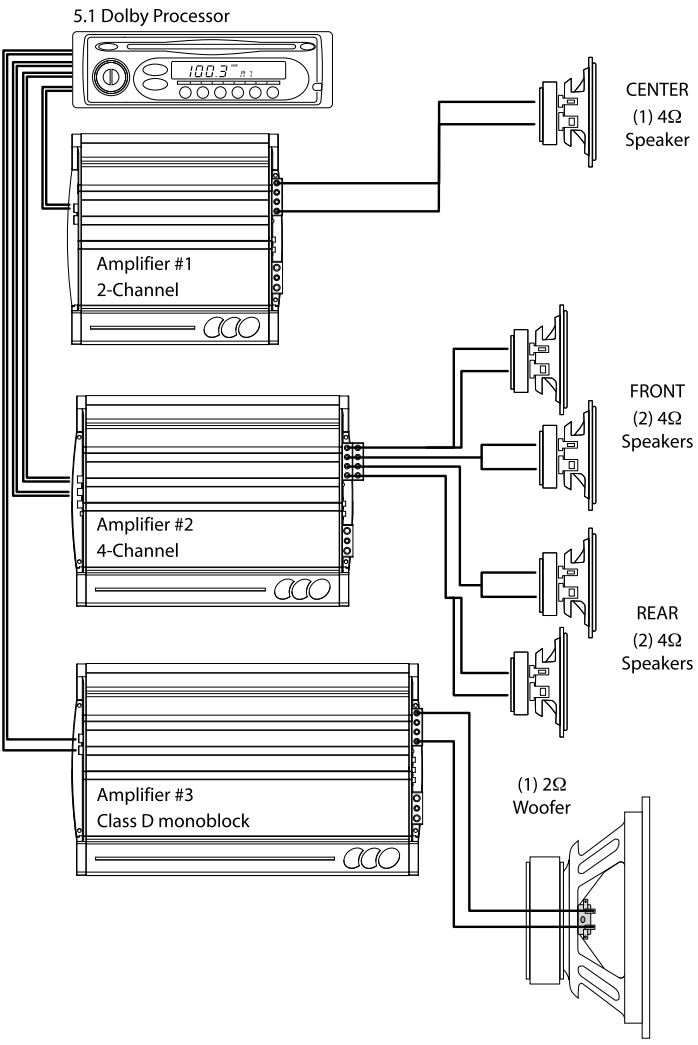 5.1 Dolby Processor
100.3
CENTER
(1) 4Ω
Speaker
Amplifier #1
2-Channel
FRONT
(2) 4Ω
Speakers
Amplifier #2
4-Channel
REAR
(2) 4Ω
Speakers
(1) 2Ω
Woofer
Amplifier #3
Class D monoblock